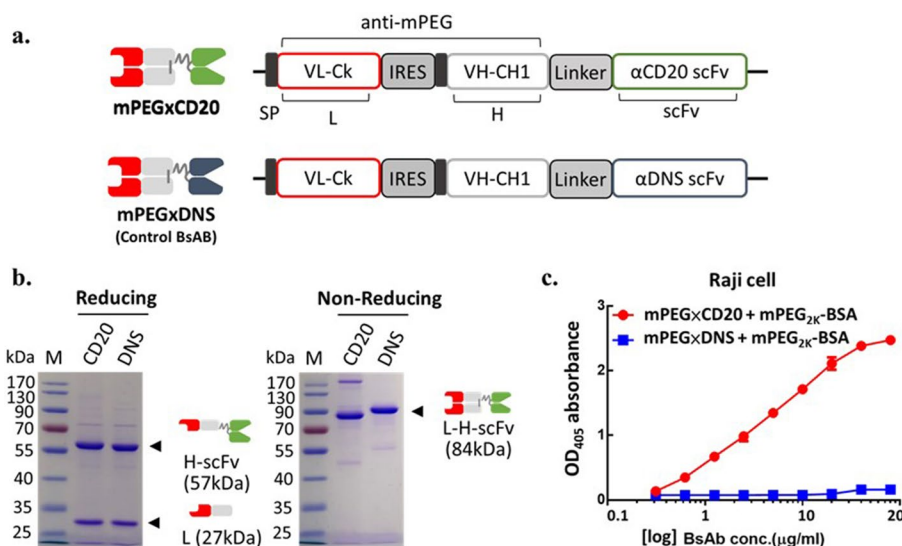 a.
anti-mPEG
VL-Ck IRES VH-CH1 Linker αCD20 scFv
mPEGxCD20
SP L H scFv
VL-Ck IRES VH-CH1 Linker αDNS scFv
mPEGxDNS
(Control BsAB)
b.
Reducing
CD20 DNS
kDa M
170
130
90
70
55
40
35
25
H-scFv
(57kDa)
L (27kDa)
Non-Reducing
CD20 DNS
kDa M
170
130
90
70
55
40
35
25
L-H-scFv
(84kDa)
c.
Raji cell
mPEG×CD20 + mPEG2K-BSA
mPEG×DNS + mPEG2K-BSA
OD405 absorbance
3
2
1
0
0.1 1 10 100
[log] BsAb conc.(μg/ml)